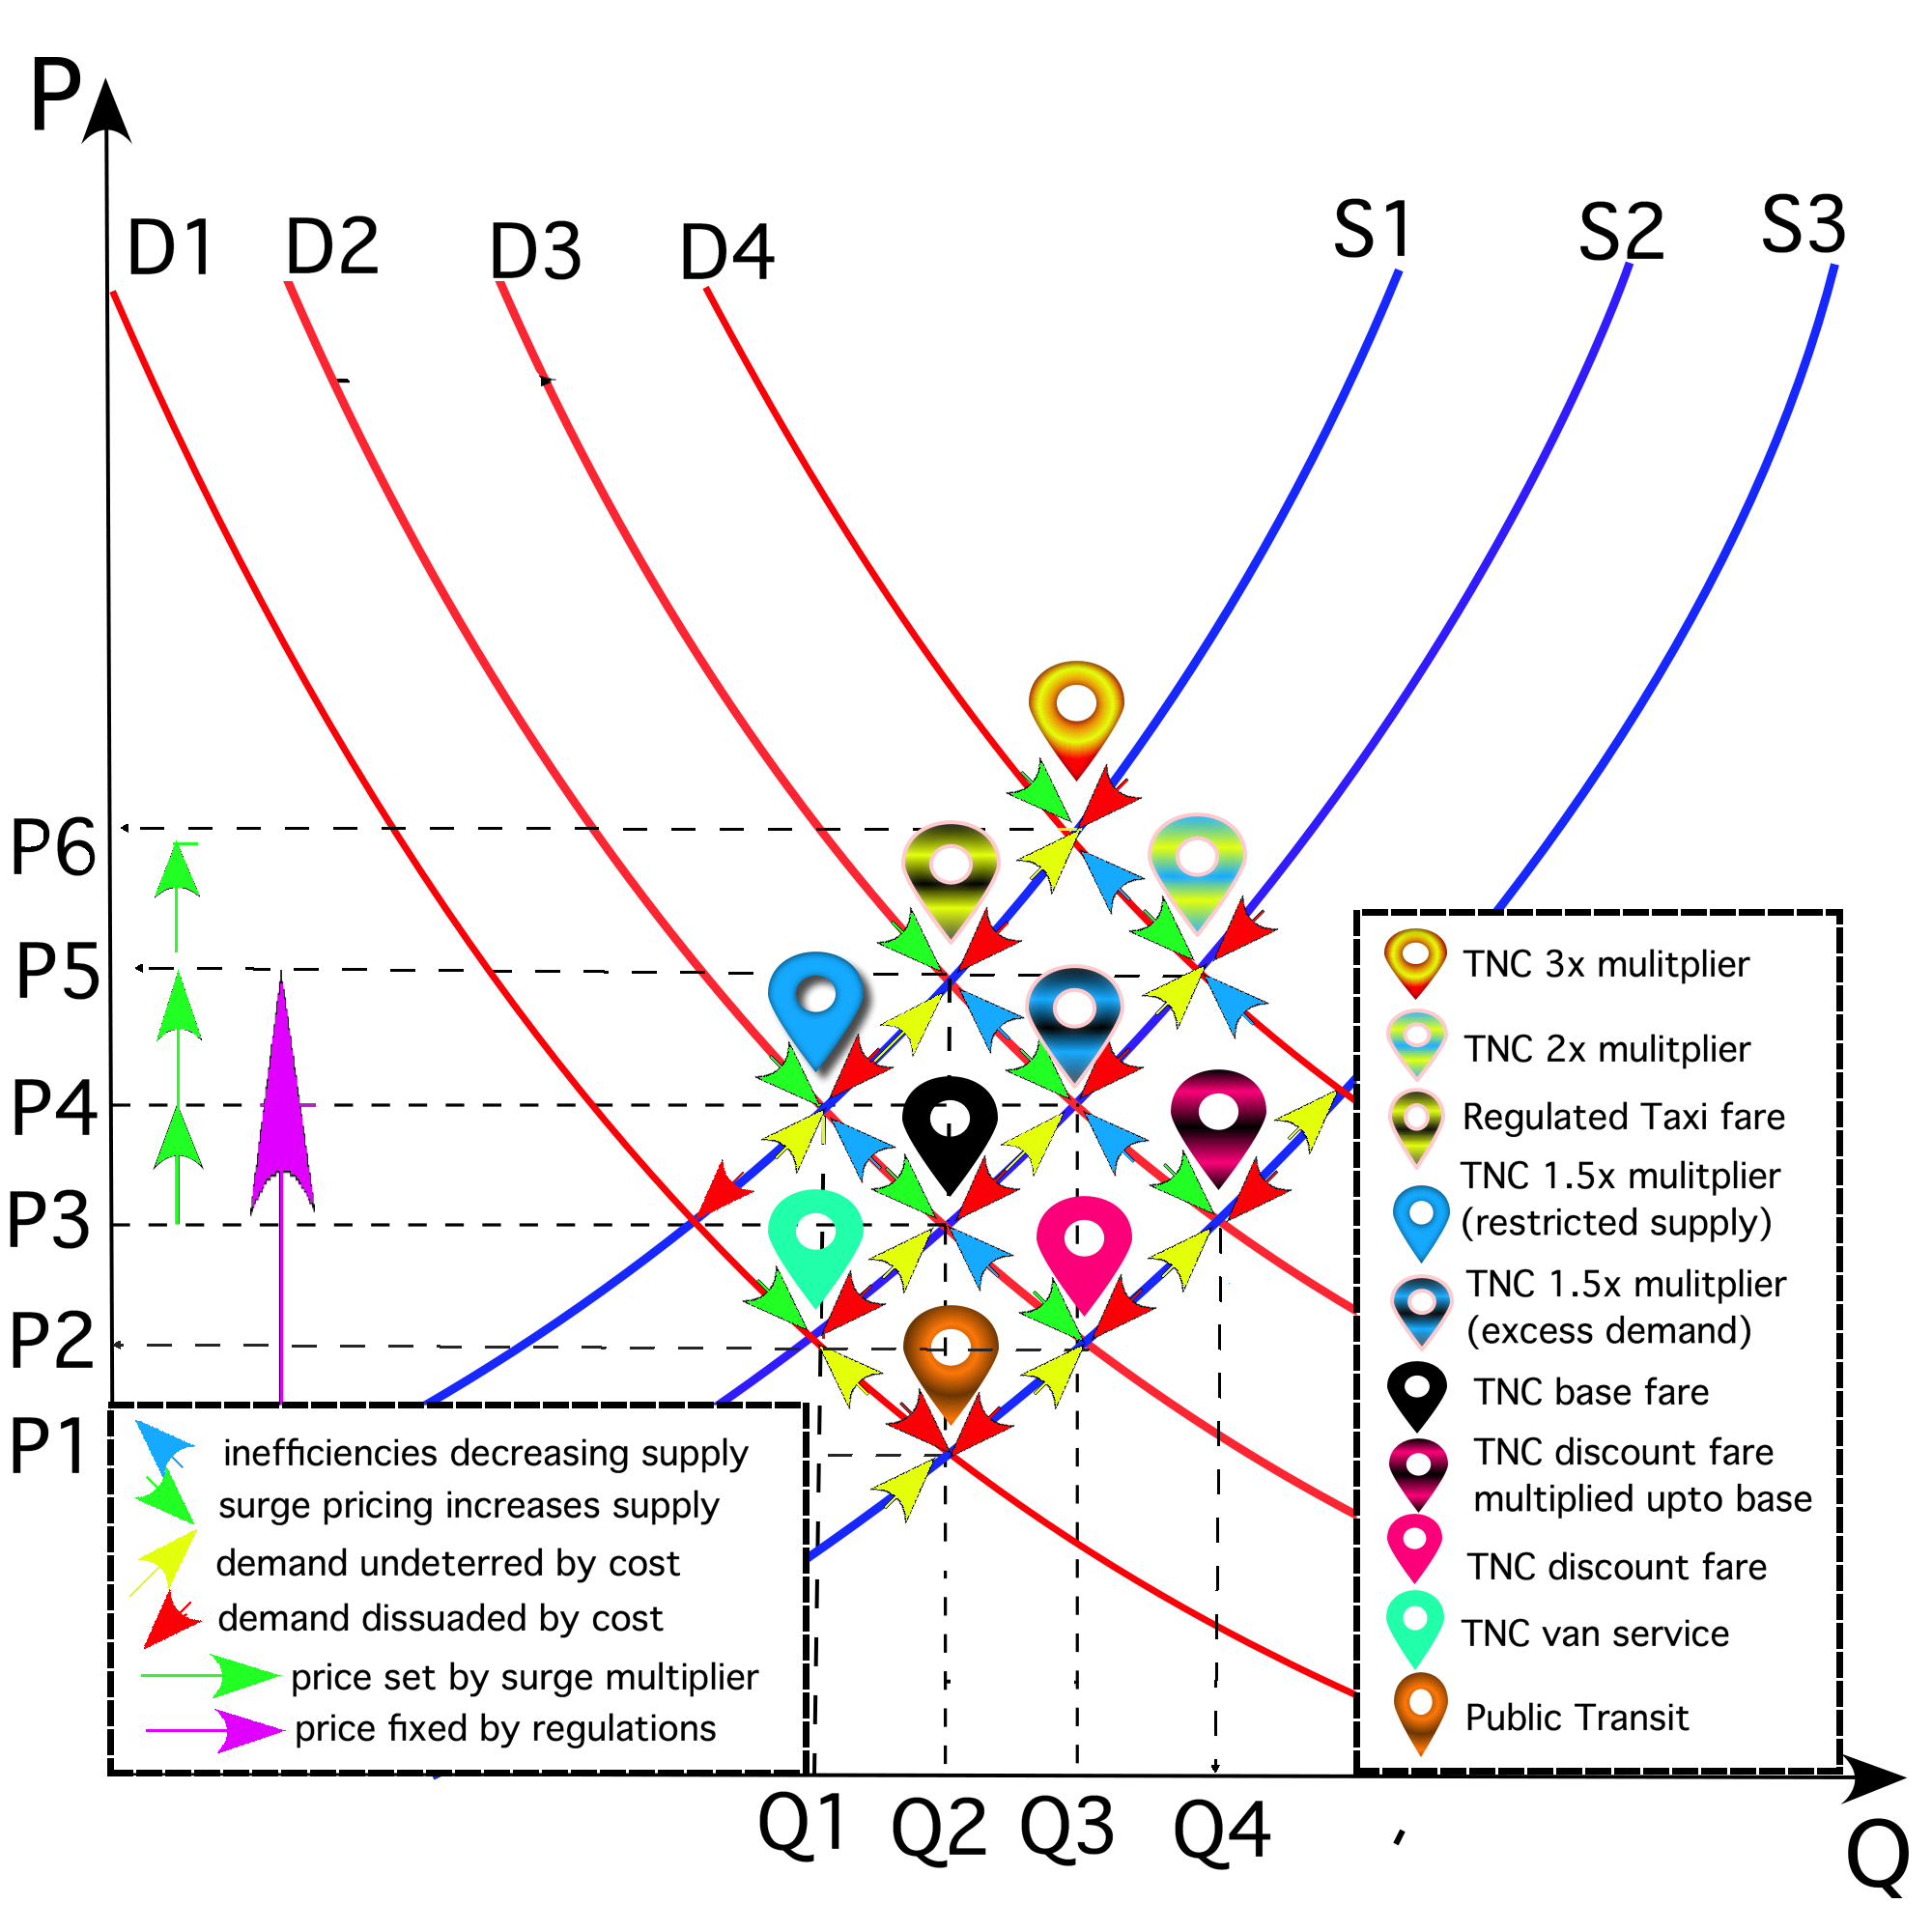 P
D1
D2
D3
D4
S1
S2
S3
P6
P5
P4
P3
P2
P1
TNC 3x mulitplier
TNC 2x mulitplier
Regulated Taxi fare
TNC 1.5x mulitplier
(restricted supply)
TNC 1.5x mulitplier
(excess demand)
TNC base fare
TNC discount fare
multiplied upto base
TNC discount fare
TNC van service
Public Transit
inefficiencies decreasing supply
surge pricing increases supply
demand undeterred by cost
demand dissuaded by cost
price set by surge multiplier
price fixed by regulations
Q1
Q2
Q3
Q4
Q